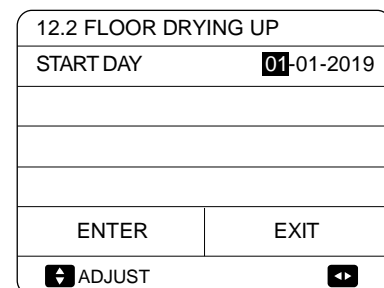 12.2 FLOOR DRYING UP
START DAY 01-01-2019
ENTER EXIT
ADJUST